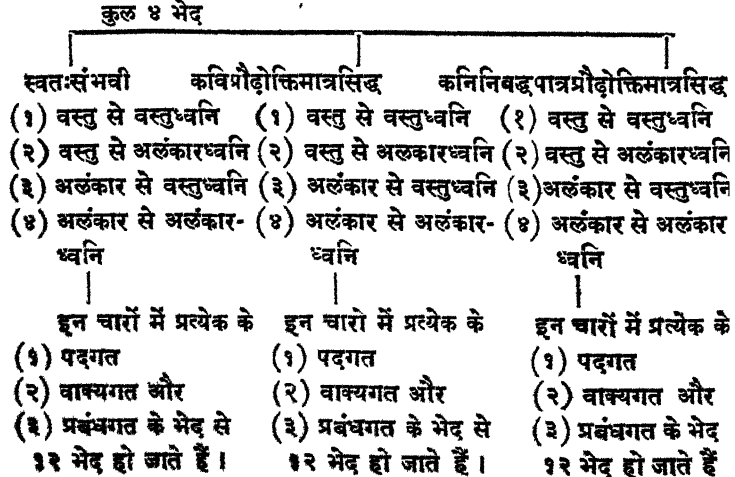 कुल ४ भेद
स्वतःसंभवी कविप्रौढ़ोक्तिमात्रसिद्ध कनिनिबद्धपात्रप्रौढ़ोक्तिमात्रसिद्ध
(१) वस्तु से वस्तुध्वनि (१) वस्तु से वस्तुध्वनि (१) वस्तु से वस्तुध्वनि
(२) वस्तु से अलंकारध्वनि (२) वस्तु से अलकारध्वनि (२) वस्तु से अलंकारध्वनि
(३) अलंकार से वस्तुध्वनि (३) अलंकार से वस्तुध्वनि (३) अलंकार से वस्तुध्वनि
(४) अलंकार से अलंकार- (४) अलंकार से अलंकार- (४) अलंकार से अलंकार
ध्वनि ध्वनि ध्वनि
इन चारों में प्रत्येक के इन चारो में प्रत्येक के इन चारों में प्रत्येक के
(१) पदगत (१) पदगत (१) पदगत
(२) वाक्यगत और (२) वाक्यगत और (२) वाक्यगत और
(३) प्रबंधगत के भेद से (३) प्रबंधगत के भेद से (३) प्रबंधगत के भेद
१२ भेद हो जाते हैं। १२ भेद हो जाते हैं। १२ भेद हो जाते हैं